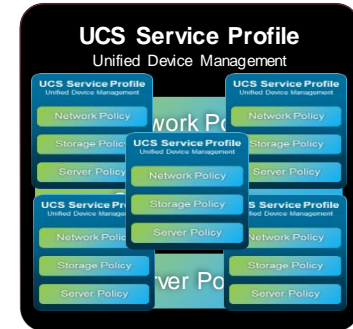 UCS Service Profile
Unified Device Management
UCS Service Profile
Unified Device Management
Network Policy
Storage Policy
Server Policy
UCS Service Profile
Unified Device Management
Network Policy
Storage Policy
Server Policy
UCS Service Profile
Unified Device Management
Network Policy
Storage Policy
Server Policy
UCS Service
Unified Device
Network Policy
Storage Policy
Server Policy
Service Profile
Device Management
Network Policy
Storage Policy
Server Policy